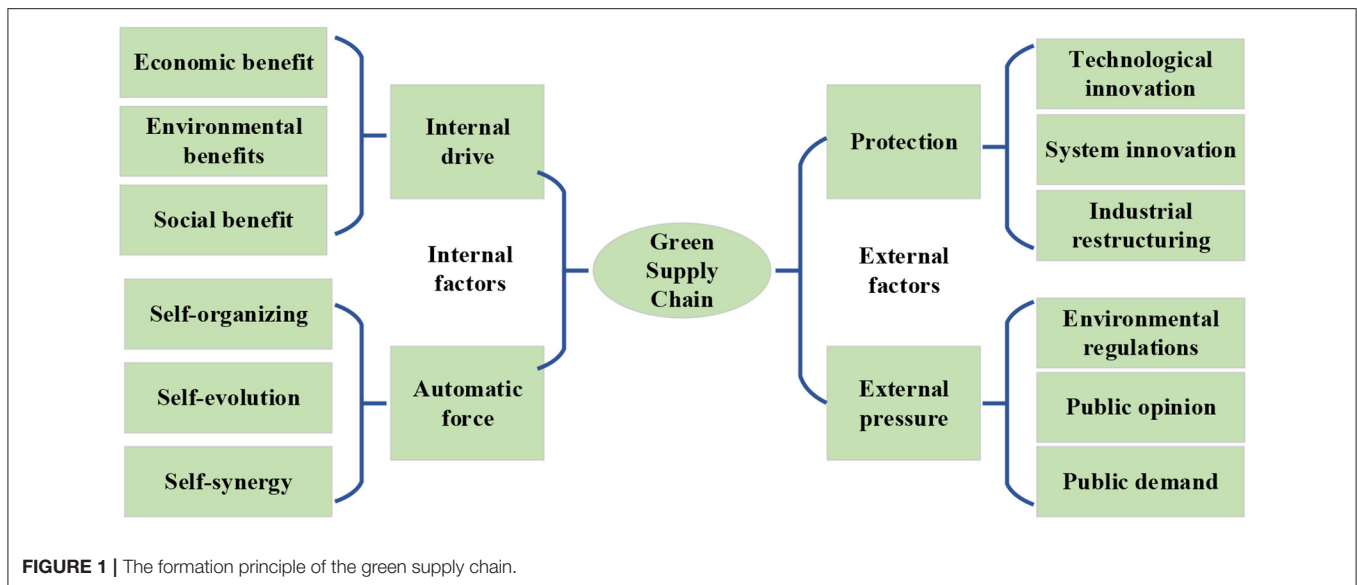 Economic benefit
Environmental
benefits
Social benefit
Self-organizing
Self-evolution
Self-synergy
Internal
drive
Internal
factors
Automatic
force
Green
Supply
Chain
Protection
External
factors
External
pressure
Technological
innovation
System innovation
Industrial
restructuring
Environmental
regulations
Public opinion
Public demand
FIGURE 1 | The formation principle of the green supply chain.